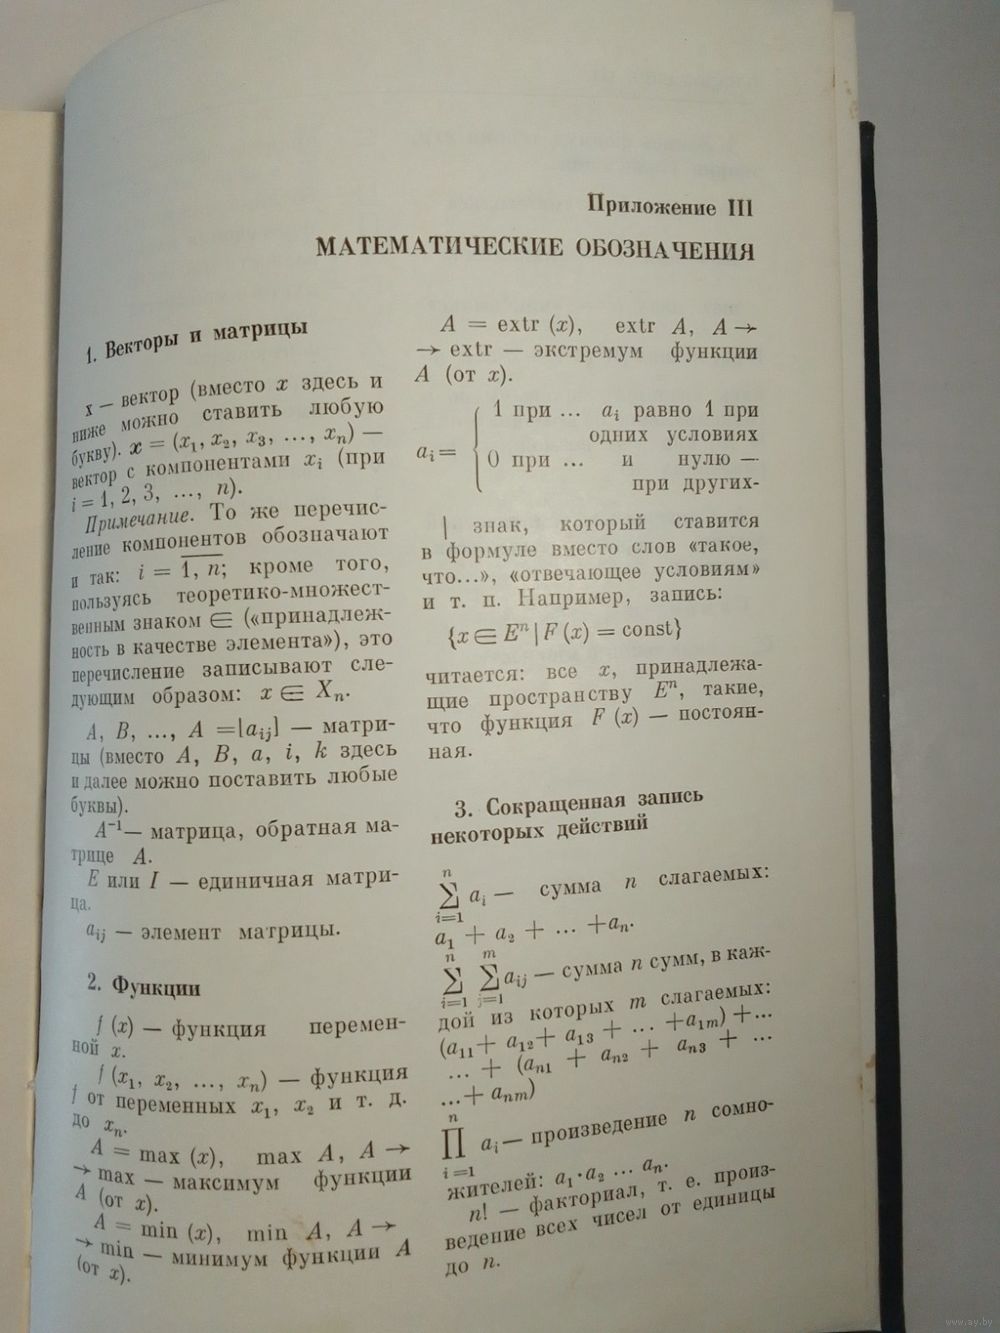 Приложение III
МАТЕМАТИЧЕСКИЕ ОБОЗНАЧЕНИЯ
1. Векторы и матрицы
x — вектор (вместо x здесь и
ниже можно ставить любую
букву). x = (x₁, x₂, x₃, ..., xₙ) —
вектор с компонентами xᵢ (при
i = 1, 2, 3, ..., n).
Примечание. То же перечис-
ление компонентов обозначают
и так: i = 1, n; кроме того,
пользуясь теоретико-множест-
венным знаком ∈ («принадлеж-
ность в качестве элемента»), это
перечисление записывают сле-
дующим образом: x ∈ Xₙ.
A, B, ..., A =⌊aᵢⱼ⌉ — матри-
цы (вместо A, B, a, i, k здесь
и далее можно поставить любые
буквы).
A⁻¹— матрица, обратная ма-
трице A.
E или I — единичная матри-
ца.
aᵢⱼ — элемент матрицы.
2. Функции
f (x) — функция перемен-
ной x.
f (x₁, x₂, ..., xₙ) — функция
f от переменных x₁, x₂ и т. д.
до xₙ.
A = max (x), max A, A →
→ max — максимум функции
A (от x).
A = min (x), min A, A →
→ min — минимум функции A
(от x).
A = extr (x), extr A, A →
→ extr — экстремум функции
A (от x).
aᵢ = { 1 при ... aᵢ равно 1 при
одних условиях
0 при ... и нулю —
при других-
| знак, который ставится
в формуле вместо слов «такое,
что...», «отвечающее условиям»
и т. п. Например, запись:
{x ∈ Eⁿ | F (x) = const}
читается: все x, принадлежа-
щие пространству Eⁿ, такие,
что функция F (x) — постоян-
ная.
3. Сокращенная запись
некоторых действий
n
∑ aᵢ — сумма n слагаемых:
i=1
a₁ + a₂ + ... +aₙ.
n m
∑ ∑ aᵢⱼ — сумма n сумм, в каж-
i=1 j=1
дой из которых m слагаемых:
(a₁₁+ a₁₂+ a₁₃ + ... +a₁ₘ) +...
... + (aₙ₁ + aₙ₂ + aₙ₃ + ...
...+ aₙₘ)
n
∏ aᵢ — произведение n сомно-
i=1
жителей: a₁·a₂ ... aₙ.
n! — факториал, т. е. произ-
ведение всех чисел от единицы
до n.
www.ay.by